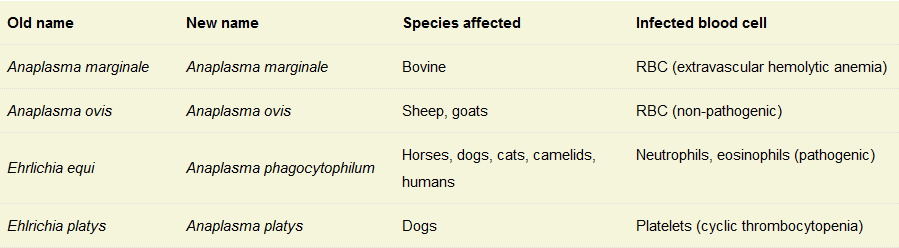 Old name New name Species affected Infected blood cell
Anaplasma marginale Anaplasma marginale Bovine RBC (extravascular hemolytic anemia)
Anaplasma ovis Anaplasma ovis Sheep, goats RBC (non-pathogenic)
Ehrlichia equi Anaplasma phagocytophilum Horses, dogs, cats, camelids, Neutrophils, eosinophils (pathogenic)
humans
Ehlrichia platys Anaplasma platys Dogs Platelets (cyclic thrombocytopenia)